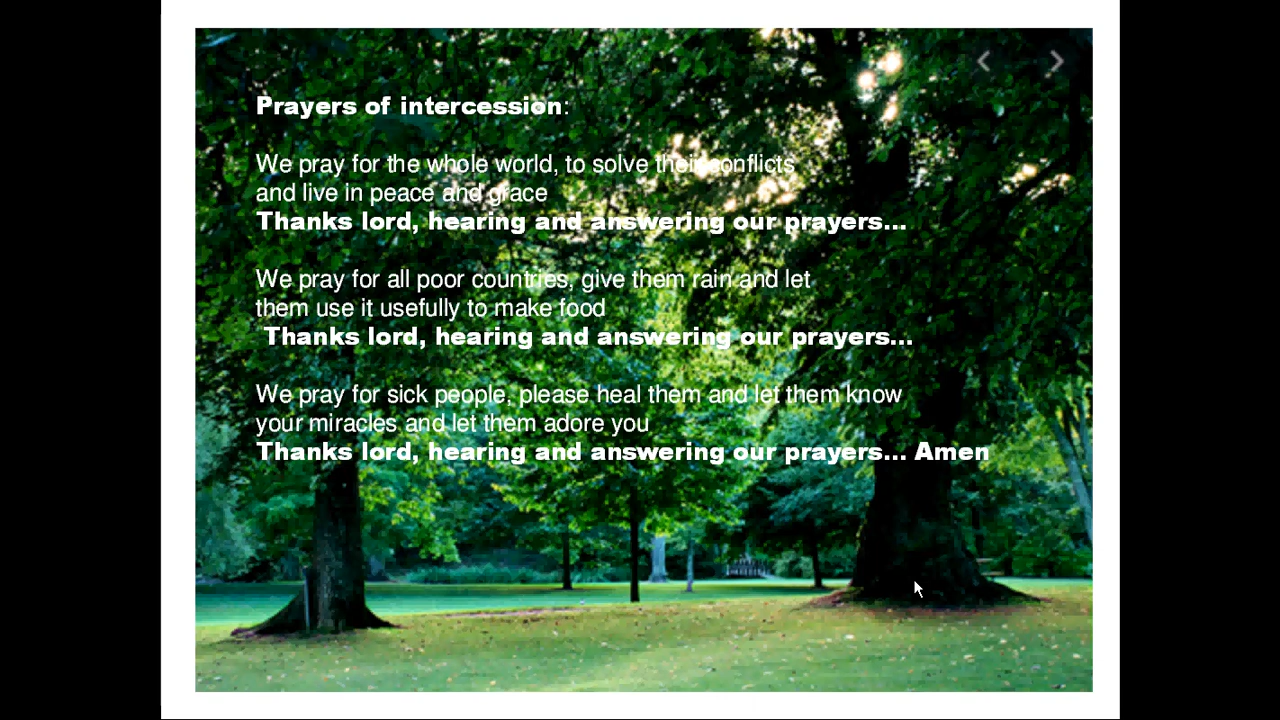 Prayers of intercession:
We pray for the whole world, to solve their conflicts
and live in peace and grace
Thanks lord, hearing and answering our prayers...
We pray for all poor countries, give them rain and let
them use it usefully to make food
Thanks lord, hearing and answering our prayers...
We pray for sick people, please heal them and let them know
your miracles and let them adore you
Thanks lord, hearing and answering our prayers... Amen